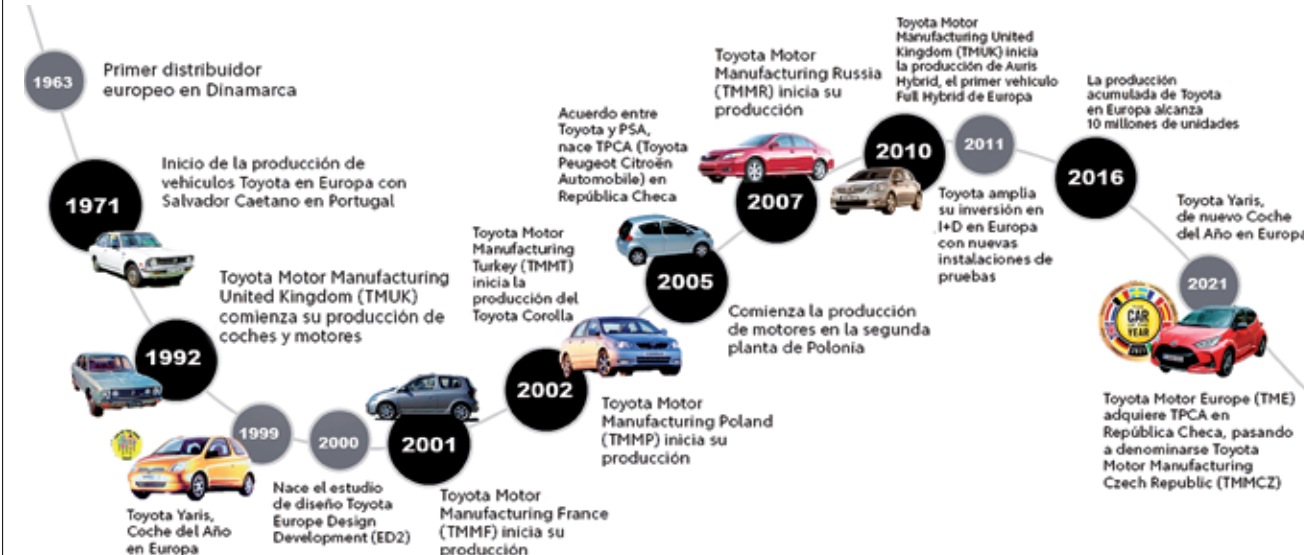 1963
Primer distribuidor
europeo en Dinamarca
1971
Inicio de la producción de
vehículos Toyota en Europa con
Salvador Caetano en Portugal
1992
Toyota Motor Manufacturing
United Kingdom (TMUK)
comienza su producción de
coches y motores
1999
Toyota Yaris,
Coche del Año
en Europa
2000
Nace el estudio
de diseño Toyota
Europe Design
Development (ED2)
2001
Toyota Motor
Manufacturing France
(TMMF) inicia su
producción
2002
Toyota Motor
Manufacturing
Turkey (TMMT)
inicia la
producción del
Toyota Corolla
Toyota Motor
Manufacturing Poland
(TMMP) inicia su
producción
2005
Acuerdo entre
Toyota y PSA,
nace TPCA (Toyota
Peugeot Citroën
Automobile) en
República Checa
Comienza la producción
de motores en la segunda
planta de Polonia
2007
Toyota Motor
Manufacturing Russia
(TMMR) inicia su
producción
2010
Toyota Motor
Manufacturing United
Kingdom (TMUK) inicia
la producción de Auris
Hybrid, el primer vehículo
Full Hybrid de Europa
2011
Toyota amplía
su inversión en
I+D en Europa
con nuevas
instalaciones de
pruebas
2016
La producción
acumulada de Toyota
en Europa alcanza
10 millones de unidades
2021
Toyota Yaris,
de nuevo Coche
del Año en Europa
CAR
YEAR
Toyota Motor Europe (TME)
adquiere TPCA en
República Checa, pasando
a denominarse Toyota
Motor Manufacturing
Czech Republic (TMMCZ)